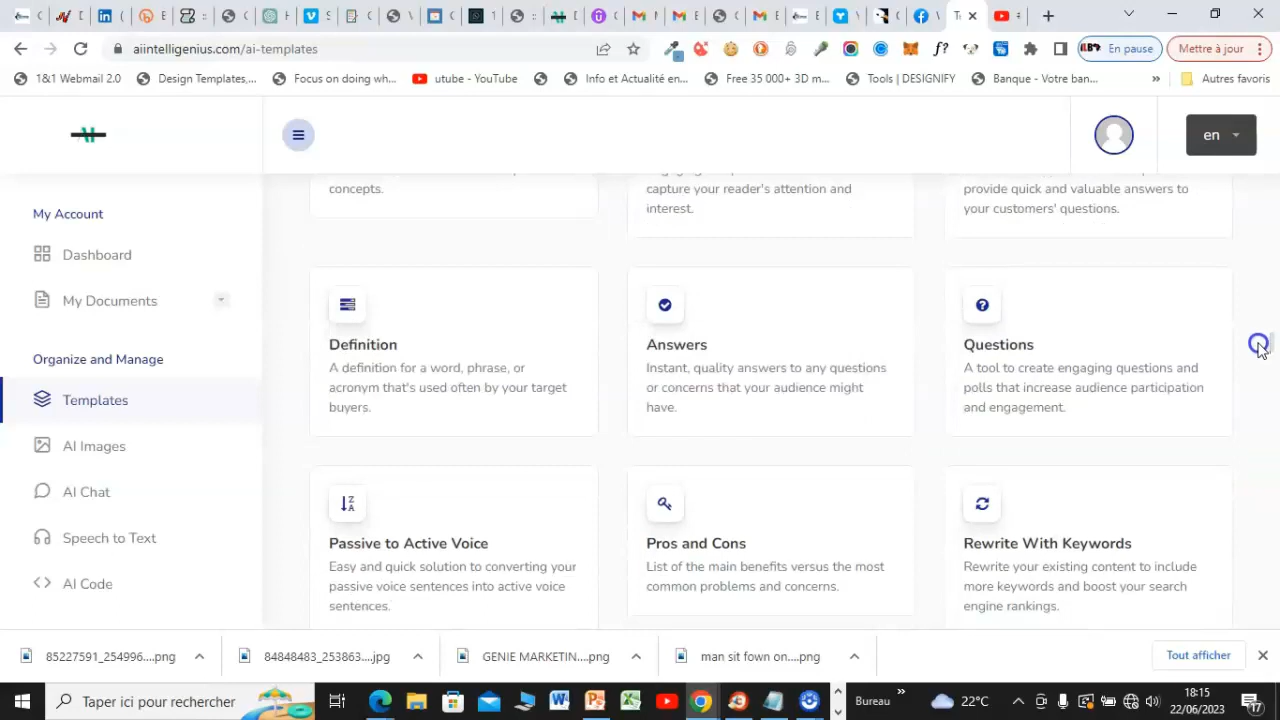 aiintelligenius.com/ai-templates
En pause
Mettre à jour
1&1 Webmail 2.0
Design Templates,...
Focus on doing wh...
utube - YouTube
Info et Actualité en...
Free 35 000+ 3D m...
Tools | DESIGNIFY
Banque - Votre ban...
»
Autres favoris
en
My Account
Dashboard
My Documents
Organize and Manage
Templates
AI Images
AI Chat
Speech to Text
AI Code
concepts.
capture your reader's attention and
interest.
provide quick and valuable answers to
your customers' questions.
Definition
A definition for a word, phrase, or
acronym that's used often by your target
buyers.
Answers
Instant, quality answers to any questions
or concerns that your audience might
have.
Questions
A tool to create engaging questions and
polls that increase audience participation
and engagement.
Passive to Active Voice
Easy and quick solution to converting your
passive voice sentences into active voice
sentences.
Pros and Cons
List of the main benefits versus the most
common problems and concerns.
Rewrite With Keywords
Rewrite your existing content to include
more keywords and boost your search
engine rankings.
85227591_254996....png
84848483_253863....jpg
GENIE MARKETIN....png
man sit fown on....png
Tout afficher
Taper ici pour rechercher
Bureau
»
22°C
18:15
22/06/2023
17